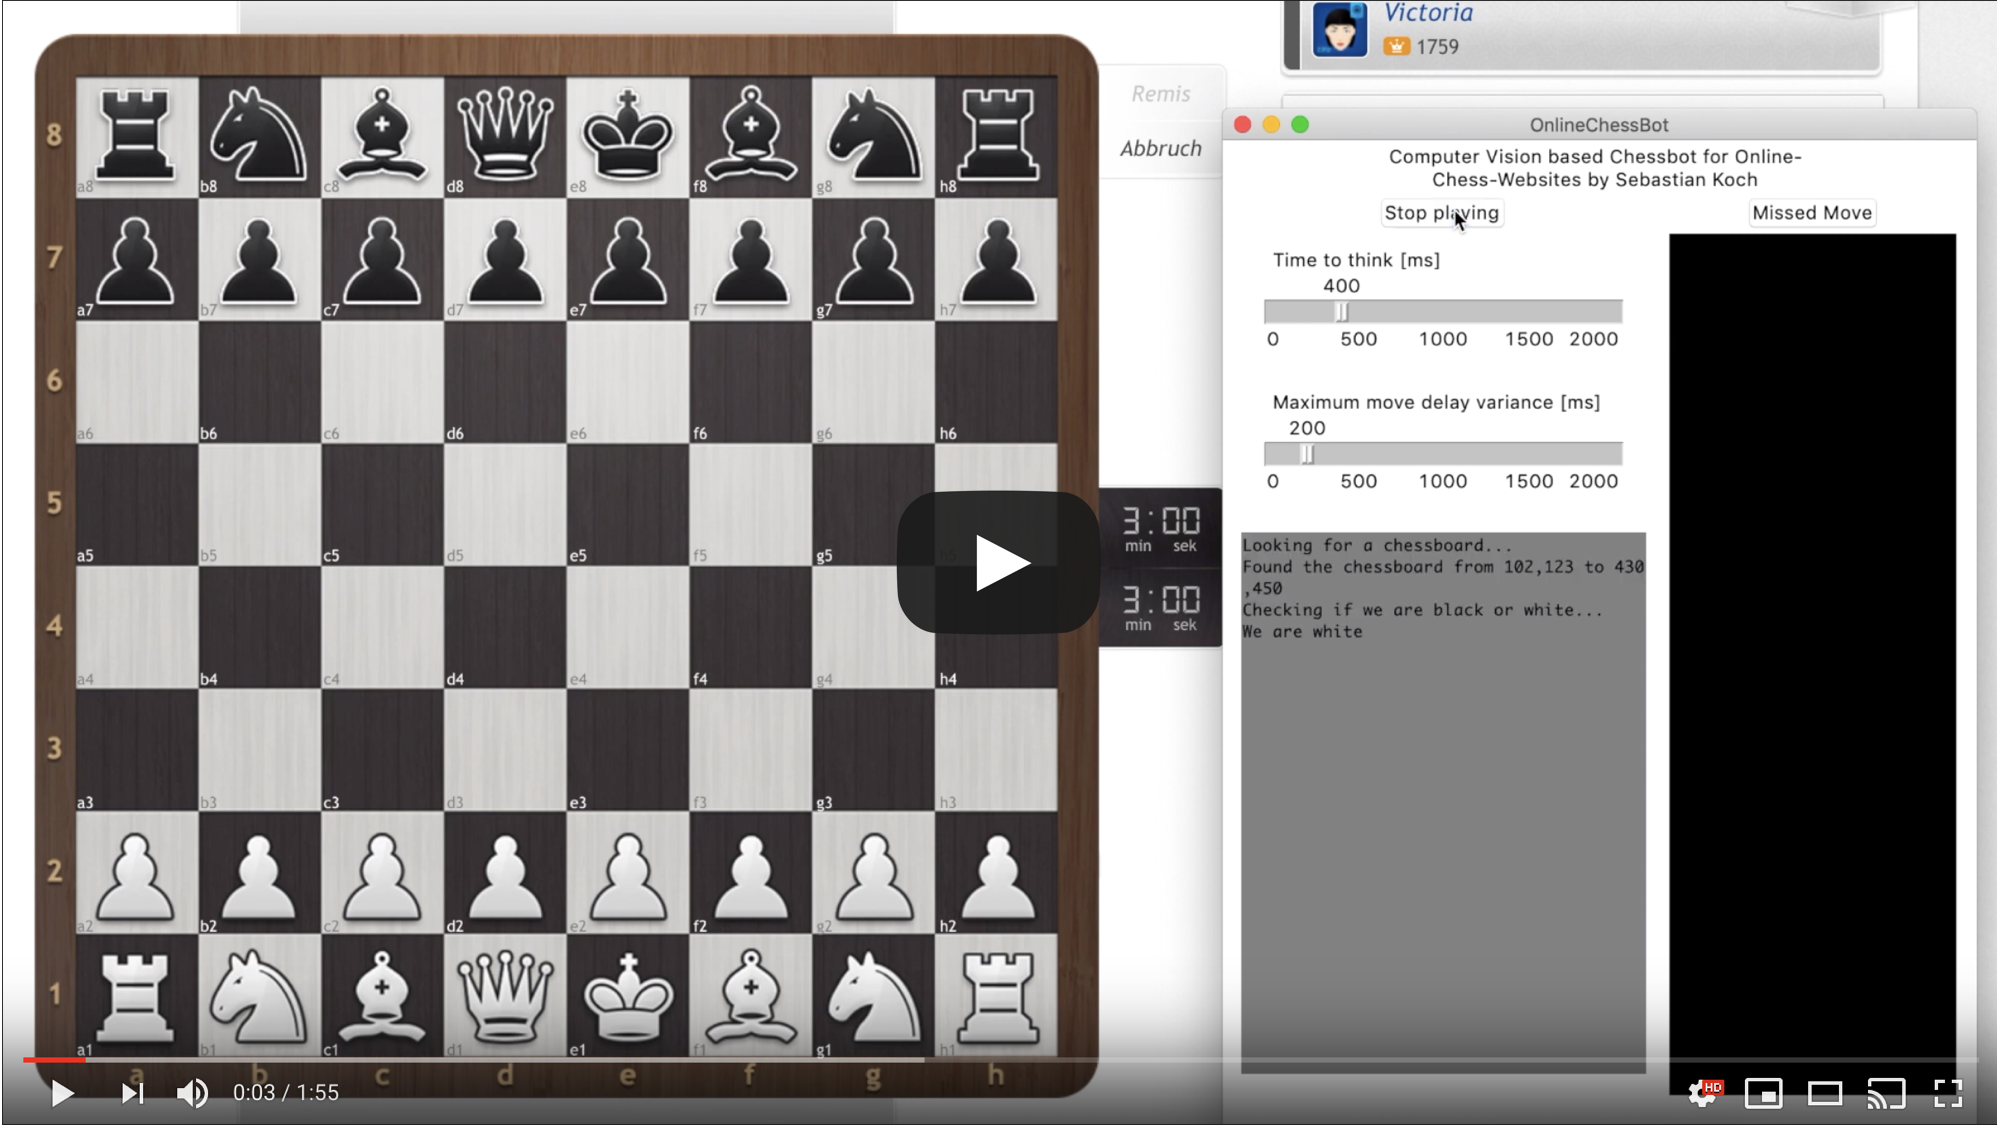 Victoria
1759
Remis
Abbruch
OnlineChessBot
Computer Vision based Chessbot for Online-
Chess-Websites by Sebastian Koch
Stop playing
Missed Move
Time to think [ms]
400
0 500 1000 1500 2000
Maximum move delay variance [ms]
200
0 500 1000 1500 2000
Looking for a chessboard...
Found the chessboard from 102,123 to 430
,450
Checking if we are black or white...
We are white
3:00
min sek
3:00
min sek
8
a8 b8 c8 d8 e8 f8 g8 h8
7
a7 b7 c7 d7 e7 f7 g7 h7
6
a6 b6 c6 d6 e6 f6 g6 h6
5
a5 b5 c5 d5 e5 f5 g5
4
a4 b4 c4 d4 e4 f4 g4 h4
3
a3 b3 c3 d3 e3 f3 g3 h3
2
a2 b2 c2 d2 e2 f2 g2 h2
1
a1 b1 c1 d1 e1 f1 g1 h1
a b c d e f g h
0:03 / 1:55
HD